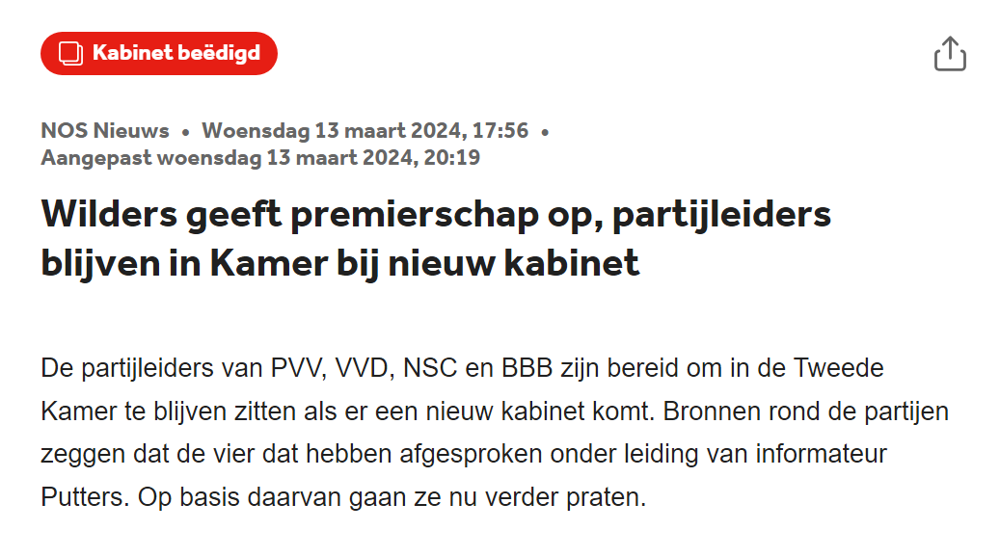 Kabinet beëdigd
NOS Nieuws • Woensdag 13 maart 2024, 17:56 •
Aangepast woensdag 13 maart 2024, 20:19
Wilders geeft premierschap op, partijleiders
blijven in Kamer bij nieuw kabinet
De partijleiders van PVV, VVD, NSC en BBB zijn bereid om in de Tweede
Kamer te blijven zitten als er een nieuw kabinet komt. Bronnen rond de partijen
zeggen dat de vier dat hebben afgesproken onder leiding van informateur
Putters. Op basis daarvan gaan ze nu verder praten.